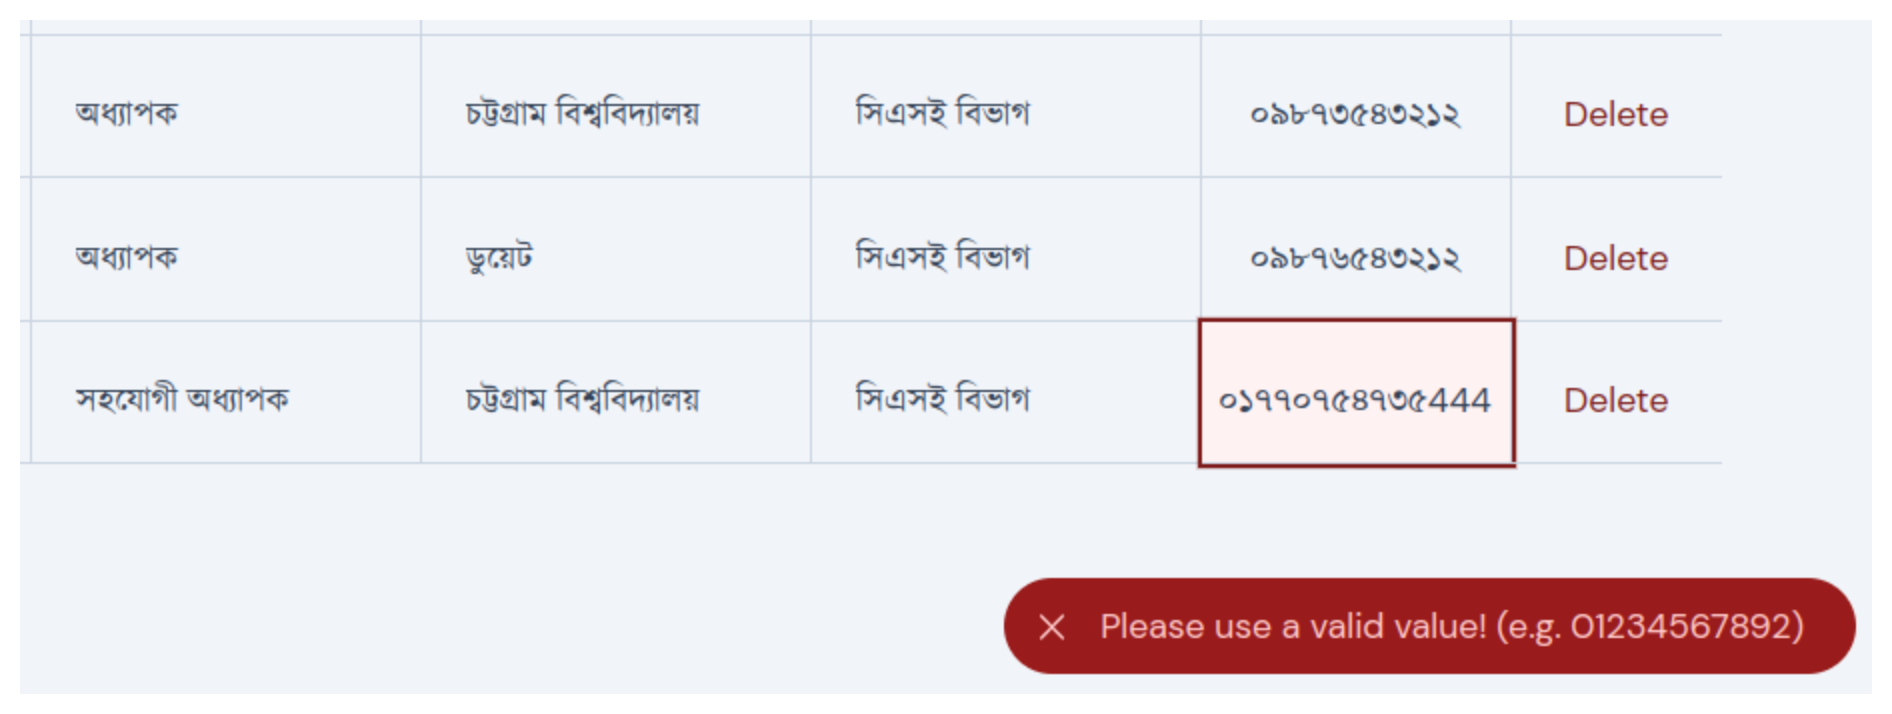 অধ্যাপক চট্টগ্রাম বিশ্ববিদ্যালয় সিএসই বিভাগ ০৯৮৭৩৫৪৩২১২ Delete
অধ্যাপক ডুয়েট সিএসই বিভাগ ০৯৮৭৬৫৪৩২১২ Delete
সহযোগী অধ্যাপক চট্টগ্রাম বিশ্ববিদ্যালয় সিএসই বিভাগ ০১৭৭০৭৫৪৭৩৫444 Delete
Please use a valid value! (e.g. 01234567892)